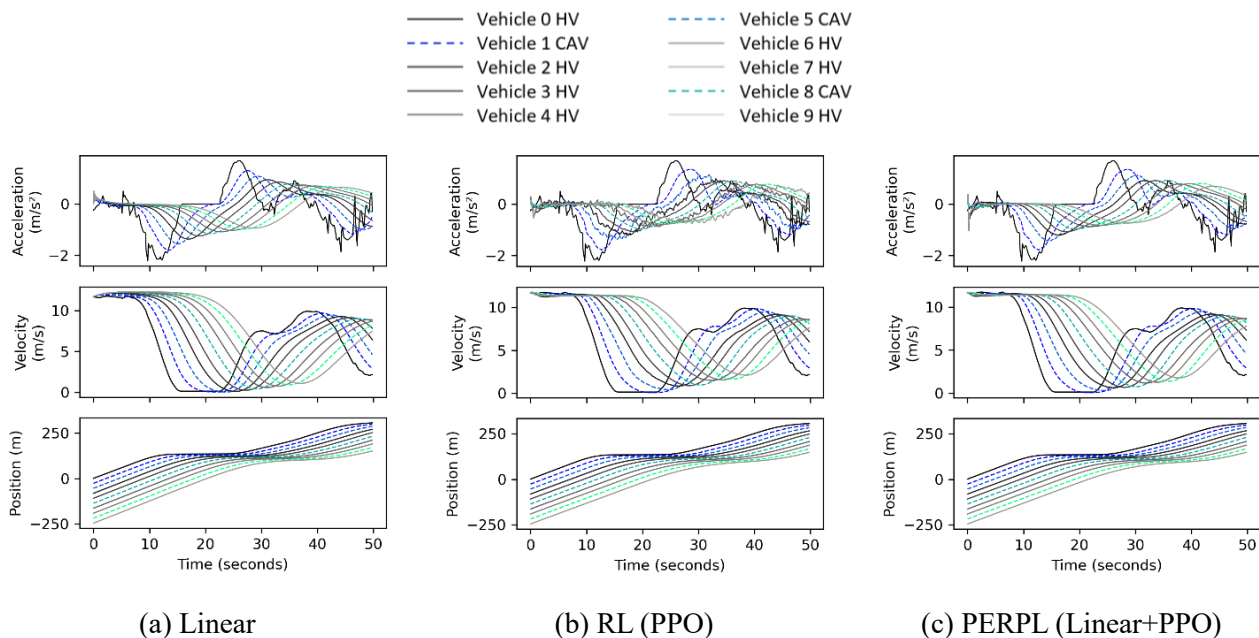 Vehicle 0 HV
Vehicle 1 CAV
Vehicle 2 HV
Vehicle 3 HV
Vehicle 4 HV
Vehicle 5 CAV
Vehicle 6 HV
Vehicle 7 HV
Vehicle 8 CAV
Vehicle 9 HV
Acceleration
(m/s²)
0
−2
Velocity
(m/s)
10
5
0
Position (m)
250
0
−250
0 10 20 30 40 50
Time (seconds)
(a) Linear
Acceleration
(m/s²)
0
−2
Velocity
(m/s)
10
5
0
Position (m)
250
0
−250
0 10 20 30 40 50
Time (seconds)
(b) RL (PPO)
Acceleration
(m/s²)
0
−2
Velocity
(m/s)
10
5
0
Position (m)
250
0
−250
0 10 20 30 40 50
Time (seconds)
(c) PERPL (Linear+PPO)